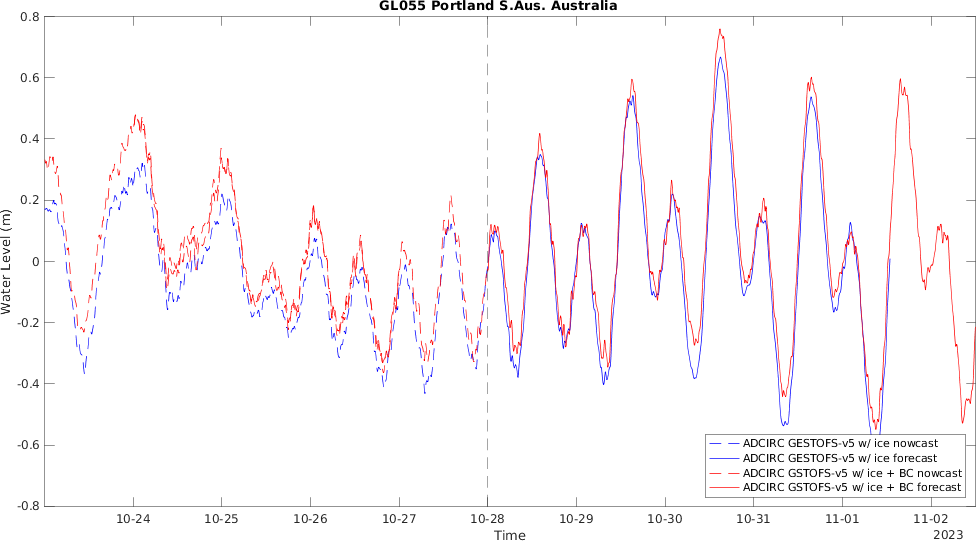 GL055 Portland S.Aus. Australia
0.8
0.6
0.4
0.2
0
-0.2
-0.4
-0.6
-0.8
Water Level (m)
10-24
10-25
10-26
10-27
10-28
10-29
10-30
10-31
11-01
11-02
Time
2023
ADCIRC GESTOFS-v5 w/ ice nowcast
ADCIRC GESTOFS-v5 w/ ice forecast
ADCIRC GSTOFS-v5 w/ ice + BC nowcast
ADCIRC GSTOFS-v5 w/ ice + BC forecast